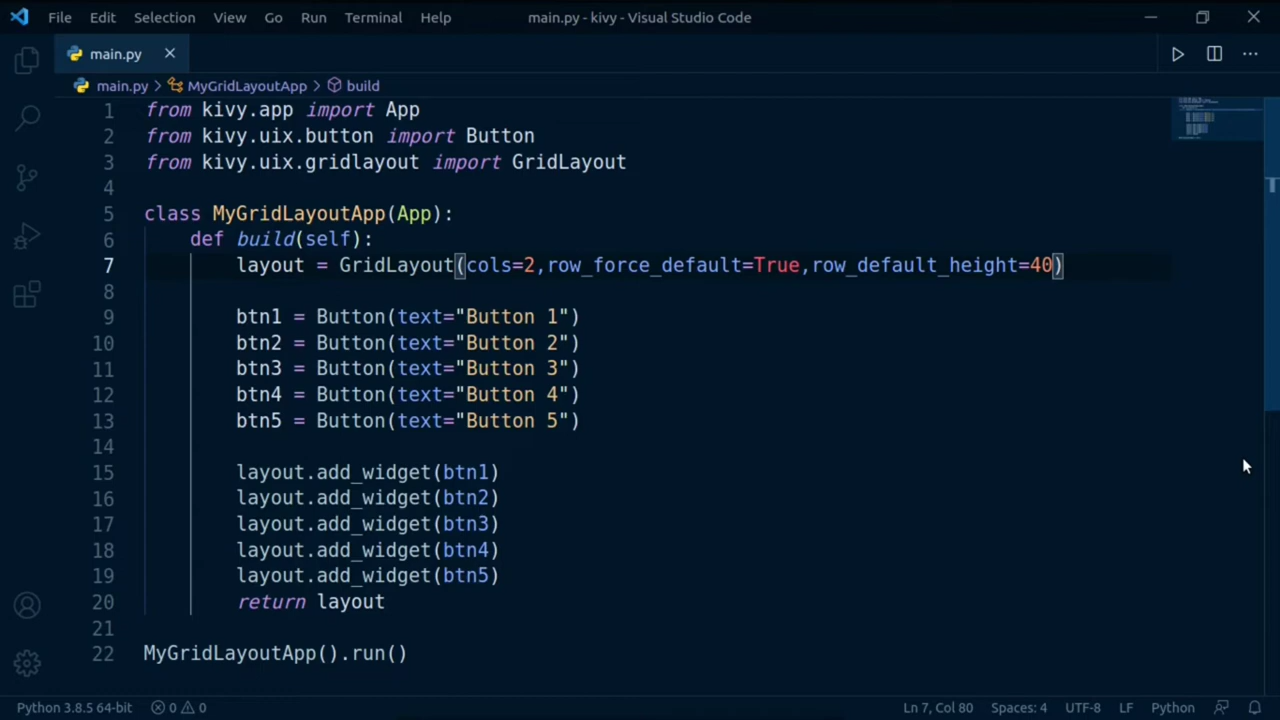 File Edit Selection View Go Run Terminal Help main.py - kivy - Visual Studio Code
main.py
main.py > MyGridLayoutApp > build
1 from kivy.app import App
2 from kivy.uix.button import Button
3 from kivy.uix.gridlayout import GridLayout
4
5 class MyGridLayoutApp(App):
6 def build(self):
7 layout = GridLayout(cols=2,row_force_default=True,row_default_height=40)
8
9 btn1 = Button(text="Button 1")
10 btn2 = Button(text="Button 2")
11 btn3 = Button(text="Button 3")
12 btn4 = Button(text="Button 4")
13 btn5 = Button(text="Button 5")
14
15 layout.add_widget(btn1)
16 layout.add_widget(btn2)
17 layout.add_widget(btn3)
18 layout.add_widget(btn4)
19 layout.add_widget(btn5)
20 return layout
21
22 MyGridLayoutApp().run()
Python 3.8.5 64-bit 0 0 Ln 7, Col 80 Spaces: 4 UTF-8 LF Python